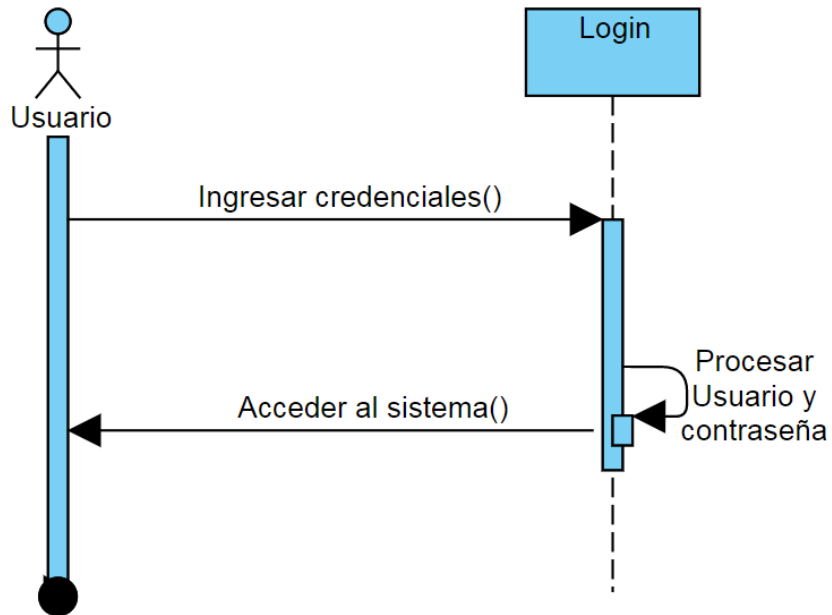 Login
Usuario
Ingresar credenciales()
Procesar
Usuario y
contraseña
Acceder al sistema()